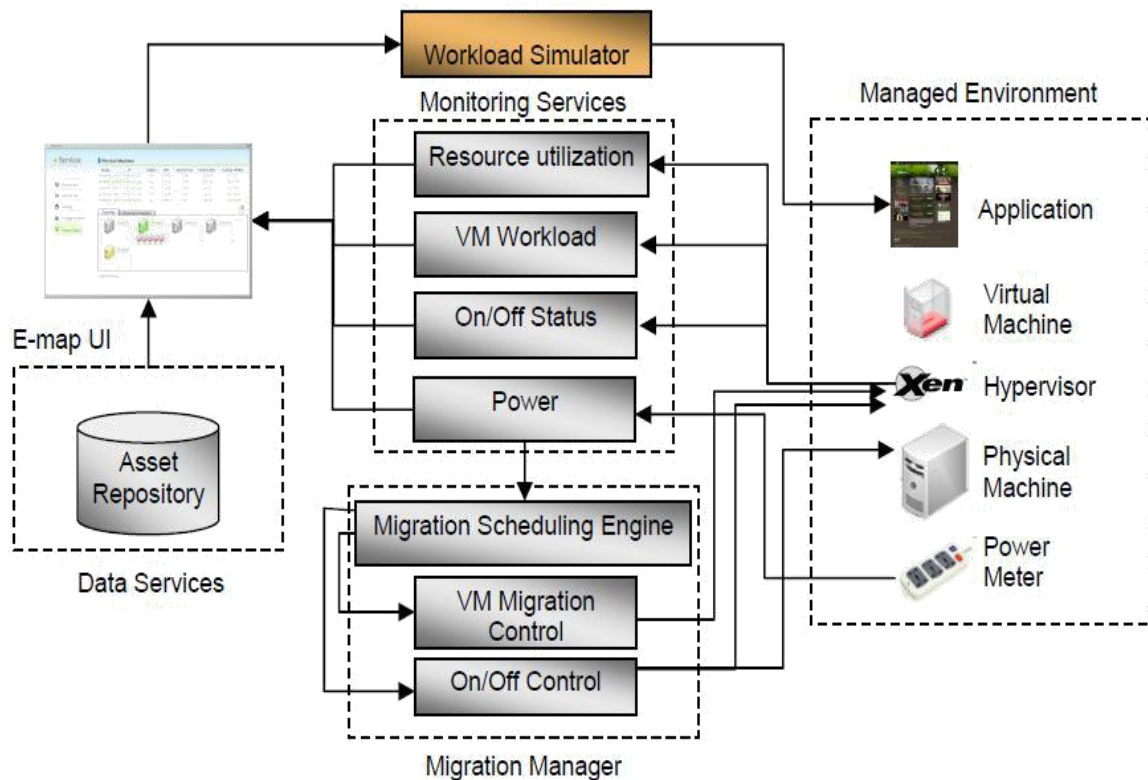 Workload Simulator
Monitoring Services
Resource utilization
VM Workload
On/Off Status
Power
E-map UI
Asset
Repository
Data Services
Migration Scheduling Engine
VM Migration
Control
On/Off Control
Migration Manager
Managed Environment
Application
Virtual
Machine
Xen
Hypervisor
Physical
Machine
Power
Meter